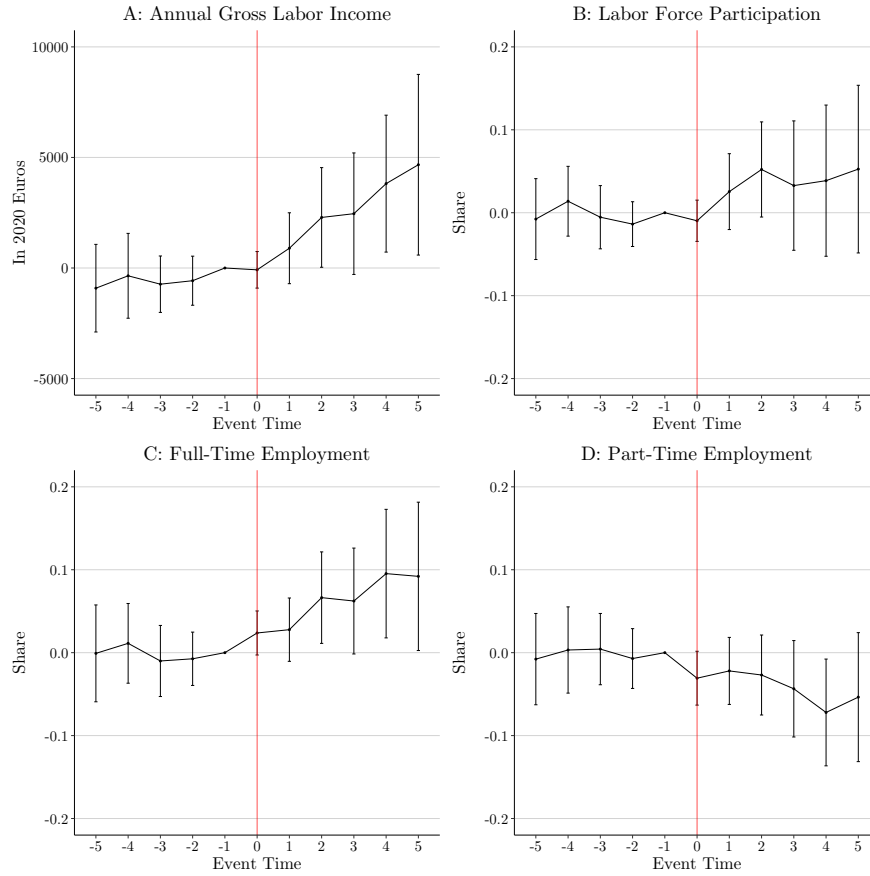 A: Annual Gross Labor Income
In 2020 Euros
10000
5000
0
-5000
-5 -4 -3 -2 -1 0 1 2 3 4 5
Event Time
B: Labor Force Participation
Share
0.2
0.1
0.0
-0.1
-0.2
-5 -4 -3 -2 -1 0 1 2 3 4 5
Event Time
C: Full-Time Employment
Share
0.2
0.1
0.0
-0.1
-0.2
-5 -4 -3 -2 -1 0 1 2 3 4 5
Event Time
D: Part-Time Employment
Share
0.2
0.1
0.0
-0.1
-0.2
-5 -4 -3 -2 -1 0 1 2 3 4 5
Event Time